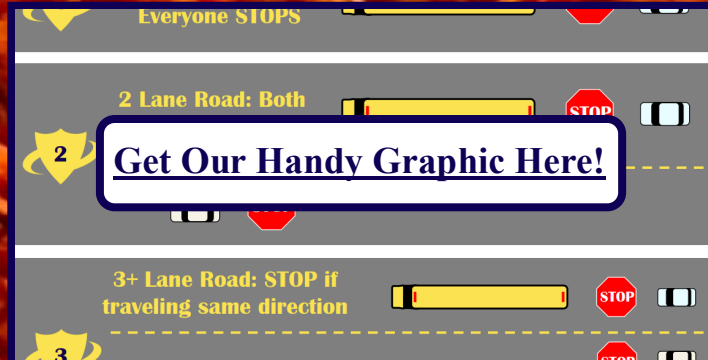 Everyone STOPS
2 Lane Road: Both
STOP
2
Get Our Handy Graphic Here!
3+ Lane Road: STOP if
traveling same direction
STOP
3